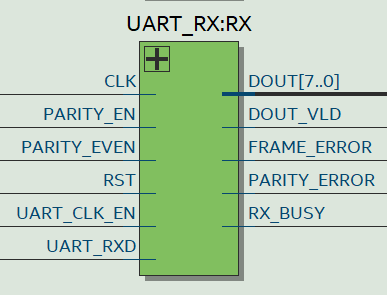 UART_RX:RX
CLK
DOUT[7..0]
PARITY_EN
DOUT_VLD
PARITY_EVEN
FRAME_ERROR
RST
PARITY_ERROR
UART_CLK_EN
RX_BUSY
UART_RXD